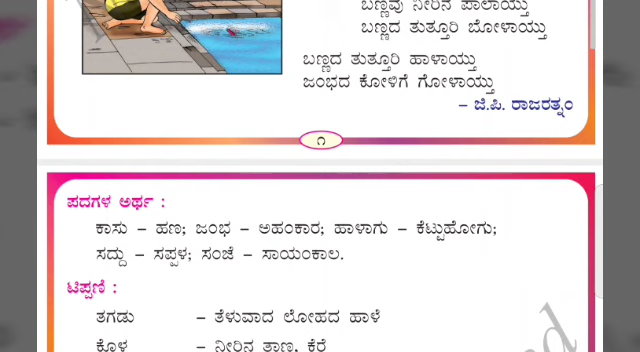 ಬಣ್ಣವು ನೀರಿನ ಪಾಲಾಯ್ತು
ಬಣ್ಣದ ತುತ್ತೂರಿ ಬೋಳಾಯ್ತು
ಬಣ್ಣದ ತುತ್ತೂರಿ ಹಾಳಾಯ್ತು
ಜಂಭದ ಕೋಳಿಗೆ ಗೋಳಾಯ್ತು
– ಜಿ.ಪಿ. ರಾಜರತ್ನಂ
೧
ಪದಗಳ ಅರ್ಥ :
ಕಾಸು – ಹಣ; ಜಂಭ – ಅಹಂಕಾರ; ಹಾಳಾಗು – ಕೆಟ್ಟುಹೋಗು;
ಸದ್ದು – ಸಪ್ಪಳ; ಸಂಜೆ – ಸಾಯಂಕಾಲ.
ಟಿಪ್ಪಣಿ :
ತಗಡು – ತೆಳುವಾದ ಲೋಹದ ಹಾಳೆ
ಕೊಳ – ನೀರಿನ ತಾಣ, ಕೆರೆ